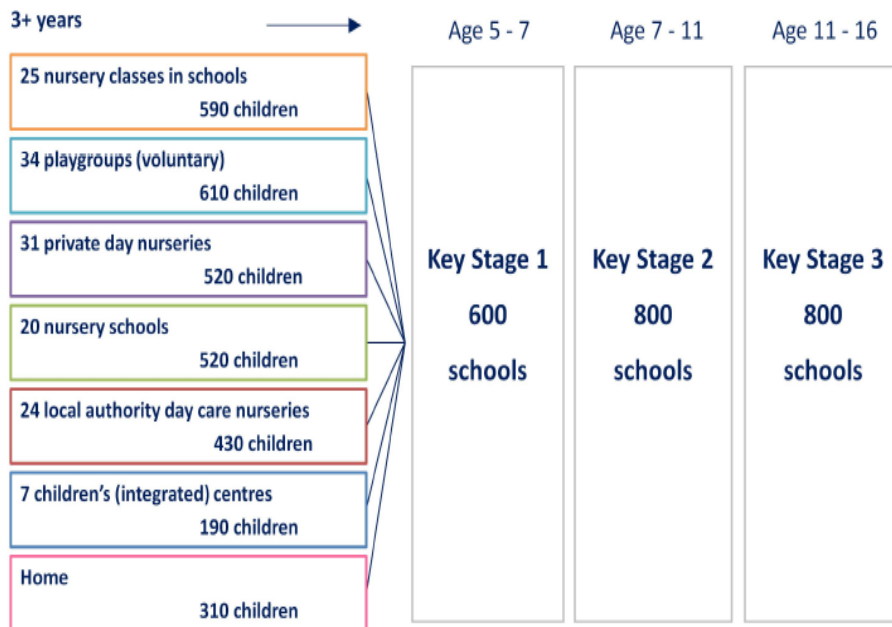 3+ years
Age 5 - 7
Age 7 - 11
Age 11 - 16
25 nursery classes in schools
590 children
34 playgroups (voluntary)
610 children
31 private day nurseries
520 children
20 nursery schools
520 children
24 local authority day care nurseries
430 children
7 children's (integrated) centres
190 children
Home
310 children
Key Stage 1
600
schools
Key Stage 2
800
schools
Key Stage 3
800
schools